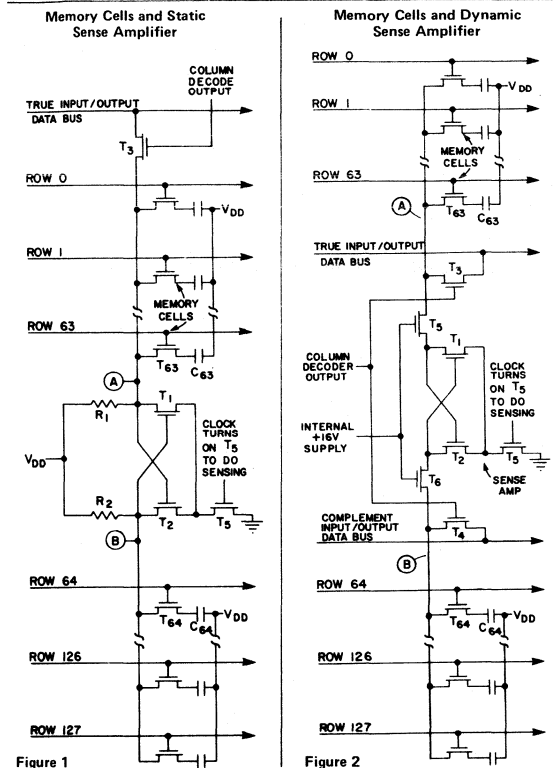 Memory Cells and Static
Sense Amplifier
COLUMN
DECODE
OUTPUT
TRUE INPUT/OUTPUT
DATA BUS
T3
ROW 0
VDD
ROW 1
MEMORY
CELLS
ROW 63
T63
C63
A
R1
T1
CLOCK
TURNS
ON T5
TO DO
SENSING
VDD
R2
T2
T5
B
ROW 64
VDD
T64
C64
ROW 126
ROW 127
Figure 1
Memory Cells and Dynamic
Sense Amplifier
ROW 0
VDD
ROW 1
MEMORY
CELLS
ROW 63
A
T63
C63
TRUE INPUT/OUTPUT
DATA BUS
T3
T5
T1
COLUMN
DECODER
OUTPUT
CLOCK
TURNS
ON T5
TO DO
SENSING
INTERNAL
+16V
SUPPLY
T2
T5
T6
SENSE
AMP
COMPLEMENT
INPUT/OUTPUT
DATA BUS
T4
B
ROW 64
VDD
T64
C64
ROW 126
ROW 127
Figure 2